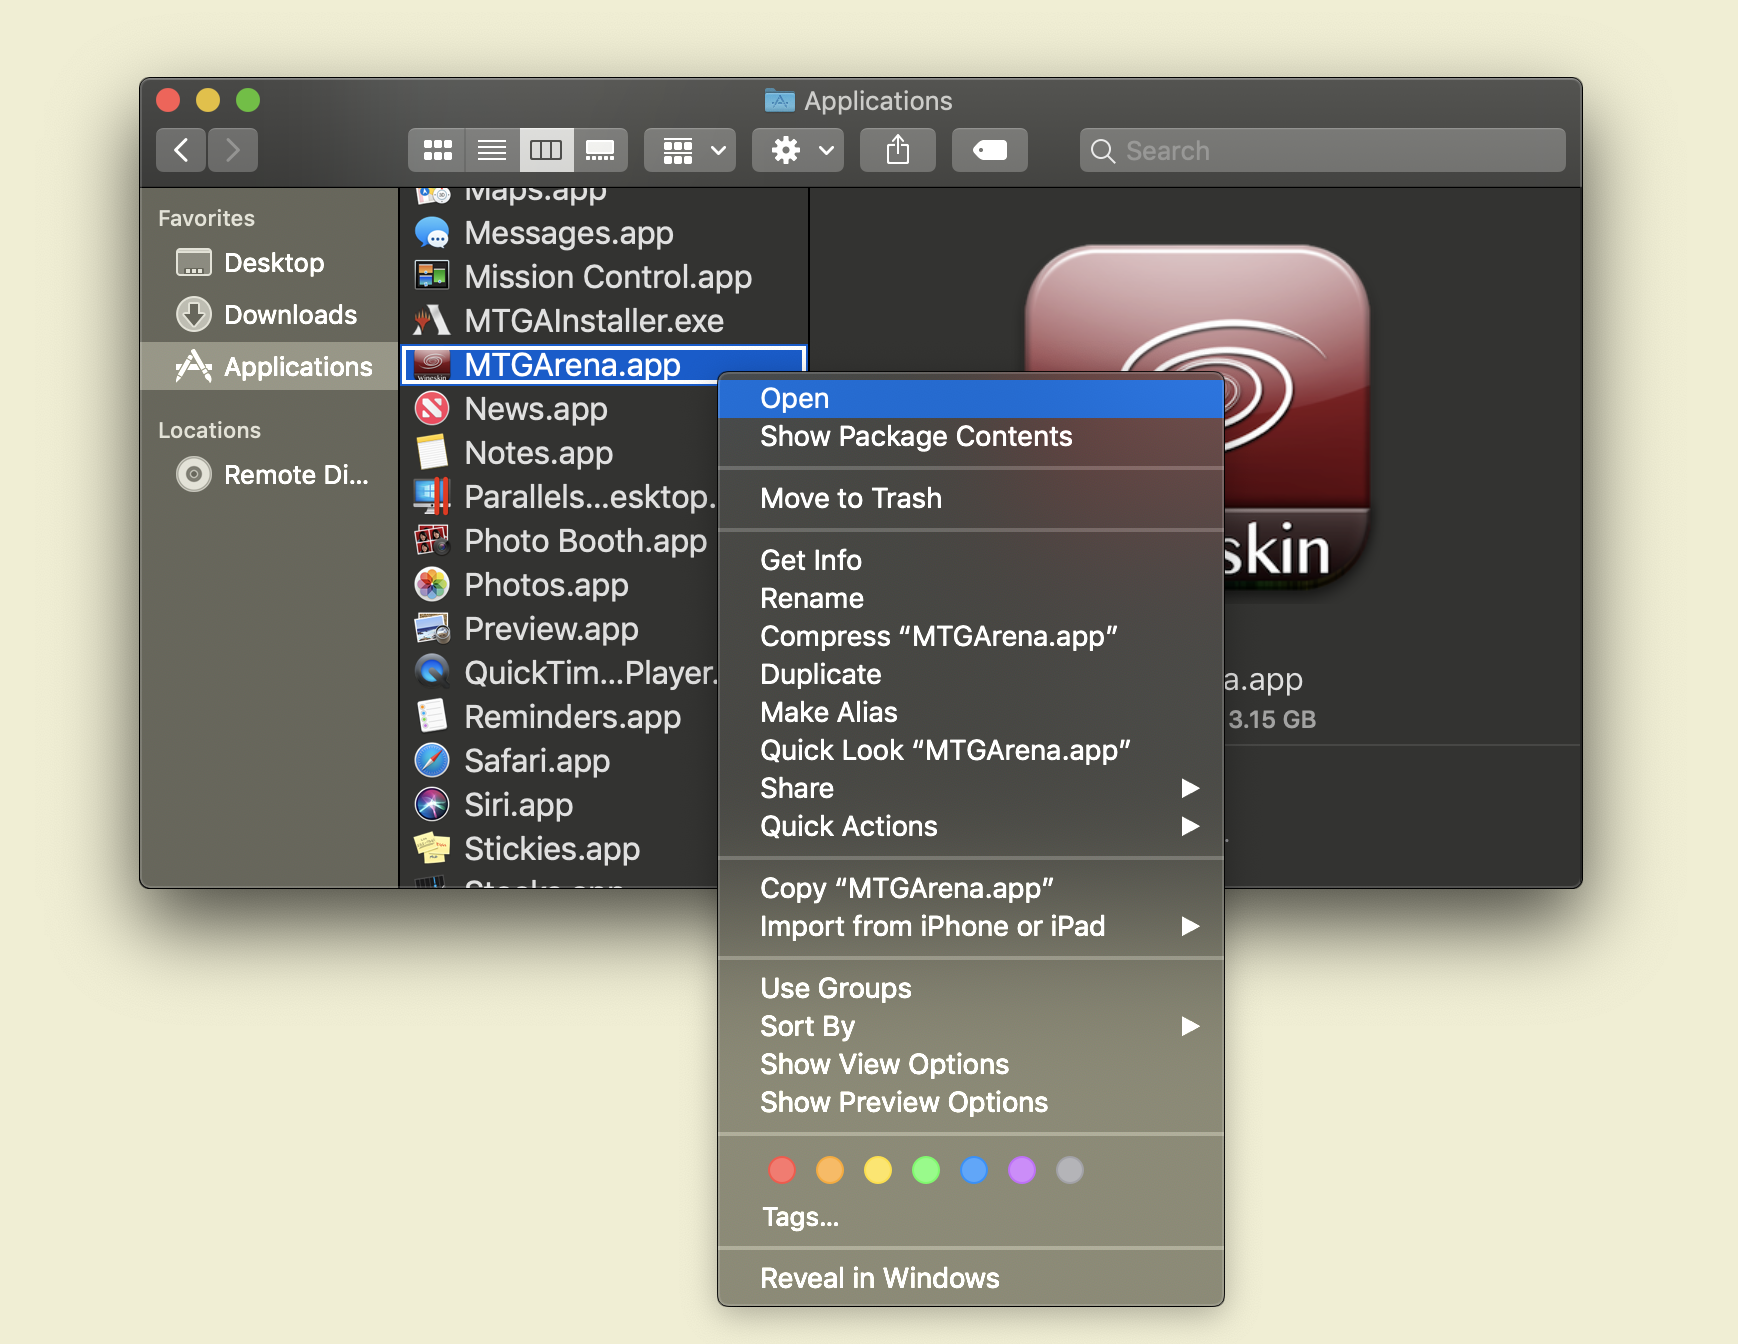 Applications
Search
Favorites
Desktop
Downloads
Applications
Locations
Remote Di...
Maps.app
Messages.app
Mission Control.app
MTGAInstaller.exe
MTGArena.app
News.app
Notes.app
Parallels...esktop.
Photo Booth.app
Photos.app
Preview.app
QuickTim...Player.
Reminders.app
Safari.app
Siri.app
Stickies.app
Stocks.app
Open
Show Package Contents
Move to Trash
Get Info
Rename
Compress “MTGArena.app”
Duplicate
Make Alias
Quick Look “MTGArena.app”
Share
Quick Actions
Copy “MTGArena.app”
Import from iPhone or iPad
Use Groups
Sort By
Show View Options
Show Preview Options
Tags...
Reveal in Windows
skin
a.app
3.15 GB